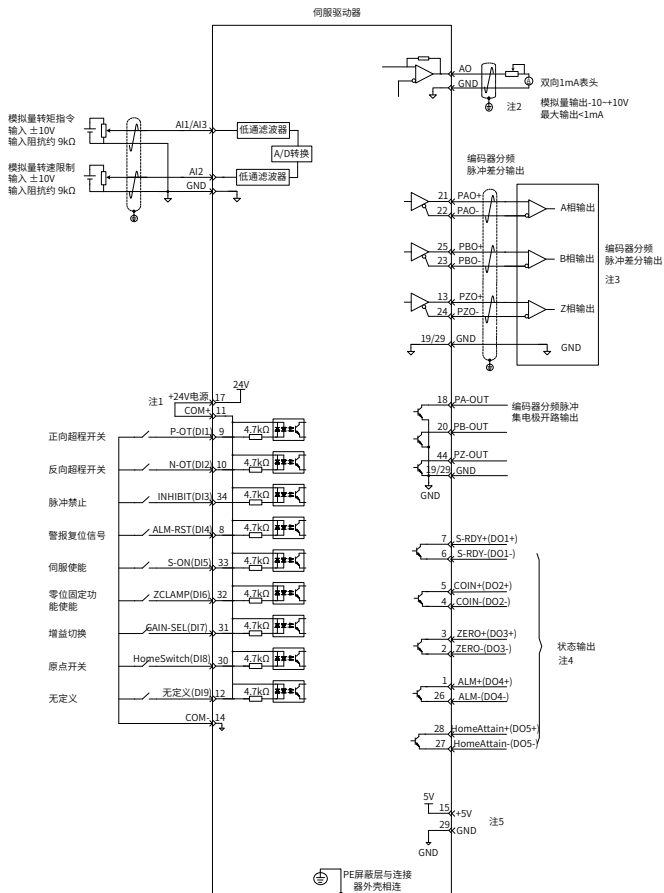 伺服驱动器
AO
GND
A
双向1mA表头
注2
模拟量输出-10~+10V
最大输出<1mA
模拟量转矩指令
输入 ±10V
输入阻抗约 9kΩ
AI1/AI3
低通滤波器
A/D转换
模拟量转速限制
输入 ±10V
输入阻抗约 9kΩ
AI2
低通滤波器
GND
编码器分频
脉冲差分输出
21 PAO+
22 PAO-
A相输出
25 PBO+
23 PBO-
B相输出
编码器分频
脉冲差分输出
注3
13 PZO+
24 PZO-
Z相输出
19/29 GND
GND
24V
注1
+24V电源 17
COM+ 11
18 PA-OUT
编码器分频脉冲
集电极开路输出
20 PB-OUT
44 PZ-OUT
19/29 GND
GND
正向超程开关 P-OT(DI1) 9 4.7kΩ
反向超程开关 N-OT(DI2) 10 4.7kΩ
脉冲禁止 INHIBIT(DI3) 34 4.7kΩ
警报复位信号 ALM-RST(DI4) 8 4.7kΩ
伺服使能 S-ON(DI5) 33 4.7kΩ
零位固定功
能使能
ZCLAMP(DI6) 32 4.7kΩ
增益切换 GAIN-SEL(DI7) 31 4.7kΩ
原点开关 HomeSwitch(DI8) 30 4.7kΩ
无定义 无定义(DI9) 12 4.7kΩ
COM- 14
7 S-RDY+(DO1+)
6 S-RDY-(DO1-)
5 COIN+(DO2+)
4 COIN-(DO2-)
3 ZERO+(DO3+)
2 ZERO-(DO3-)
1 ALM+(DO4+)
26 ALM-(DO4-)
28 HomeAttain+(DO5+)
27 HomeAttain-(DO5-)
状态输出
注4
5V
15 +5V
注5
29 GND
GND
PE屏蔽层与连接
器外壳相连